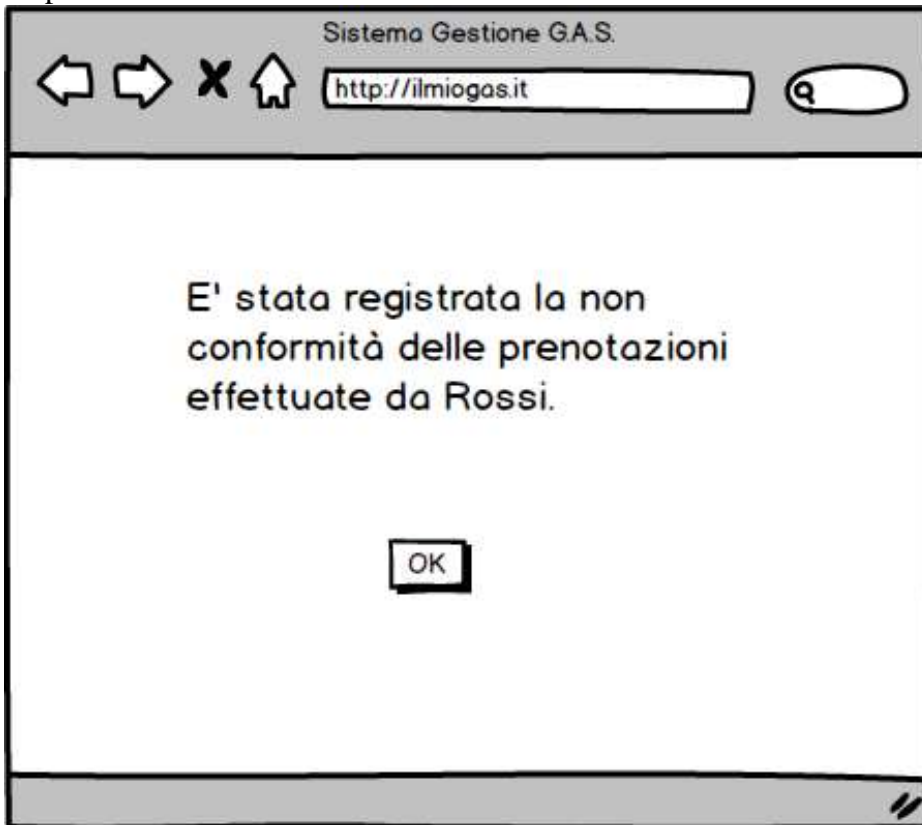 Sistema Gestione G.A.S.
http://ilmiogas.it
E' stata registrata la non
conformità delle prenotazioni
effettuate da Rossi.
OK